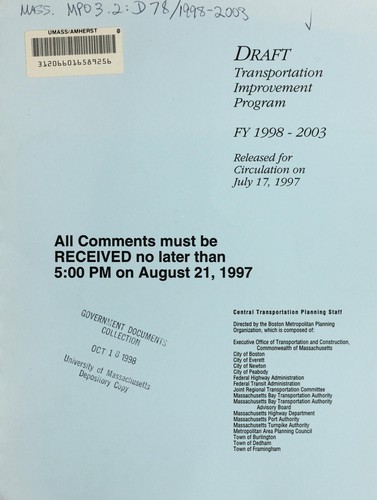 MASS. MPO 3.2: D 78/1998-2003
UMASS/AMHERST
312066016589256
DRAFT
Transportation
Improvement
Program
FY 1998 - 2003
Released for
Circulation on
July 17, 1997
All Comments must be
RECEIVED no later than
5:00 PM on August 21, 1997
GOVERNMENT DOCUMENTS
COLLECTION
OCT 10 1998
University of Massachusetts
Depository Copy
Central Transportation Planning Staff
Directed by the Boston Metropolitan Planning
Organization, which is composed of:
Executive Office of Transportation and Construction,
Commonwealth of Massachusetts
City of Boston
City of Everett
City of Newton
City of Peabody
Federal Highway Administration
Federal Transit Administration
Joint Regional Transportation Committee
Massachusetts Bay Transportation Authority
Massachusetts Bay Transportation Authority
Advisory Board
Massachusetts Highway Department
Massachusetts Port Authority
Massachusetts Turnpike Authority
Metropolitan Area Planning Council
Town of Burlington
Town of Dedham
Town of Framingham